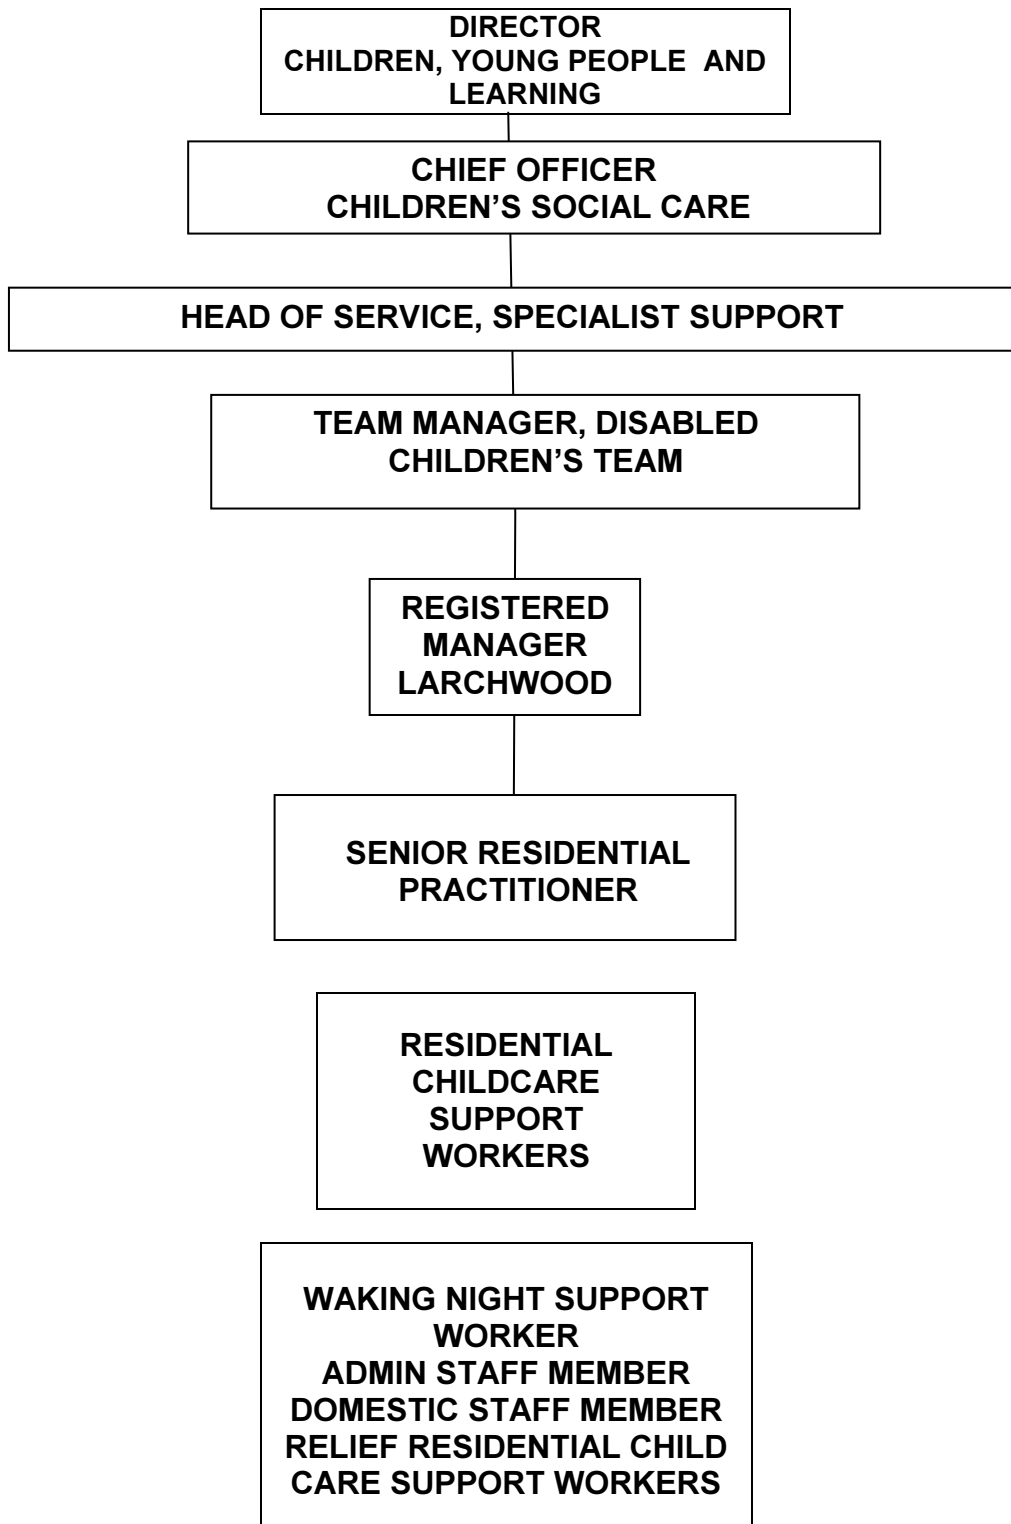 DIRECTOR
CHILDREN, YOUNG PEOPLE AND
LEARNING
CHIEF OFFICER
CHILDREN’S SOCIAL CARE
HEAD OF SERVICE, SPECIALIST SUPPORT
TEAM MANAGER, DISABLED
CHILDREN’S TEAM
REGISTERED
MANAGER
LARCHWOOD
SENIOR RESIDENTIAL
PRACTITIONER
RESIDENTIAL
CHILDCARE
SUPPORT
WORKERS
WAKING NIGHT SUPPORT
WORKER
ADMIN STAFF MEMBER
DOMESTIC STAFF MEMBER
RELIEF RESIDENTIAL CHILD
CARE SUPPORT WORKERS